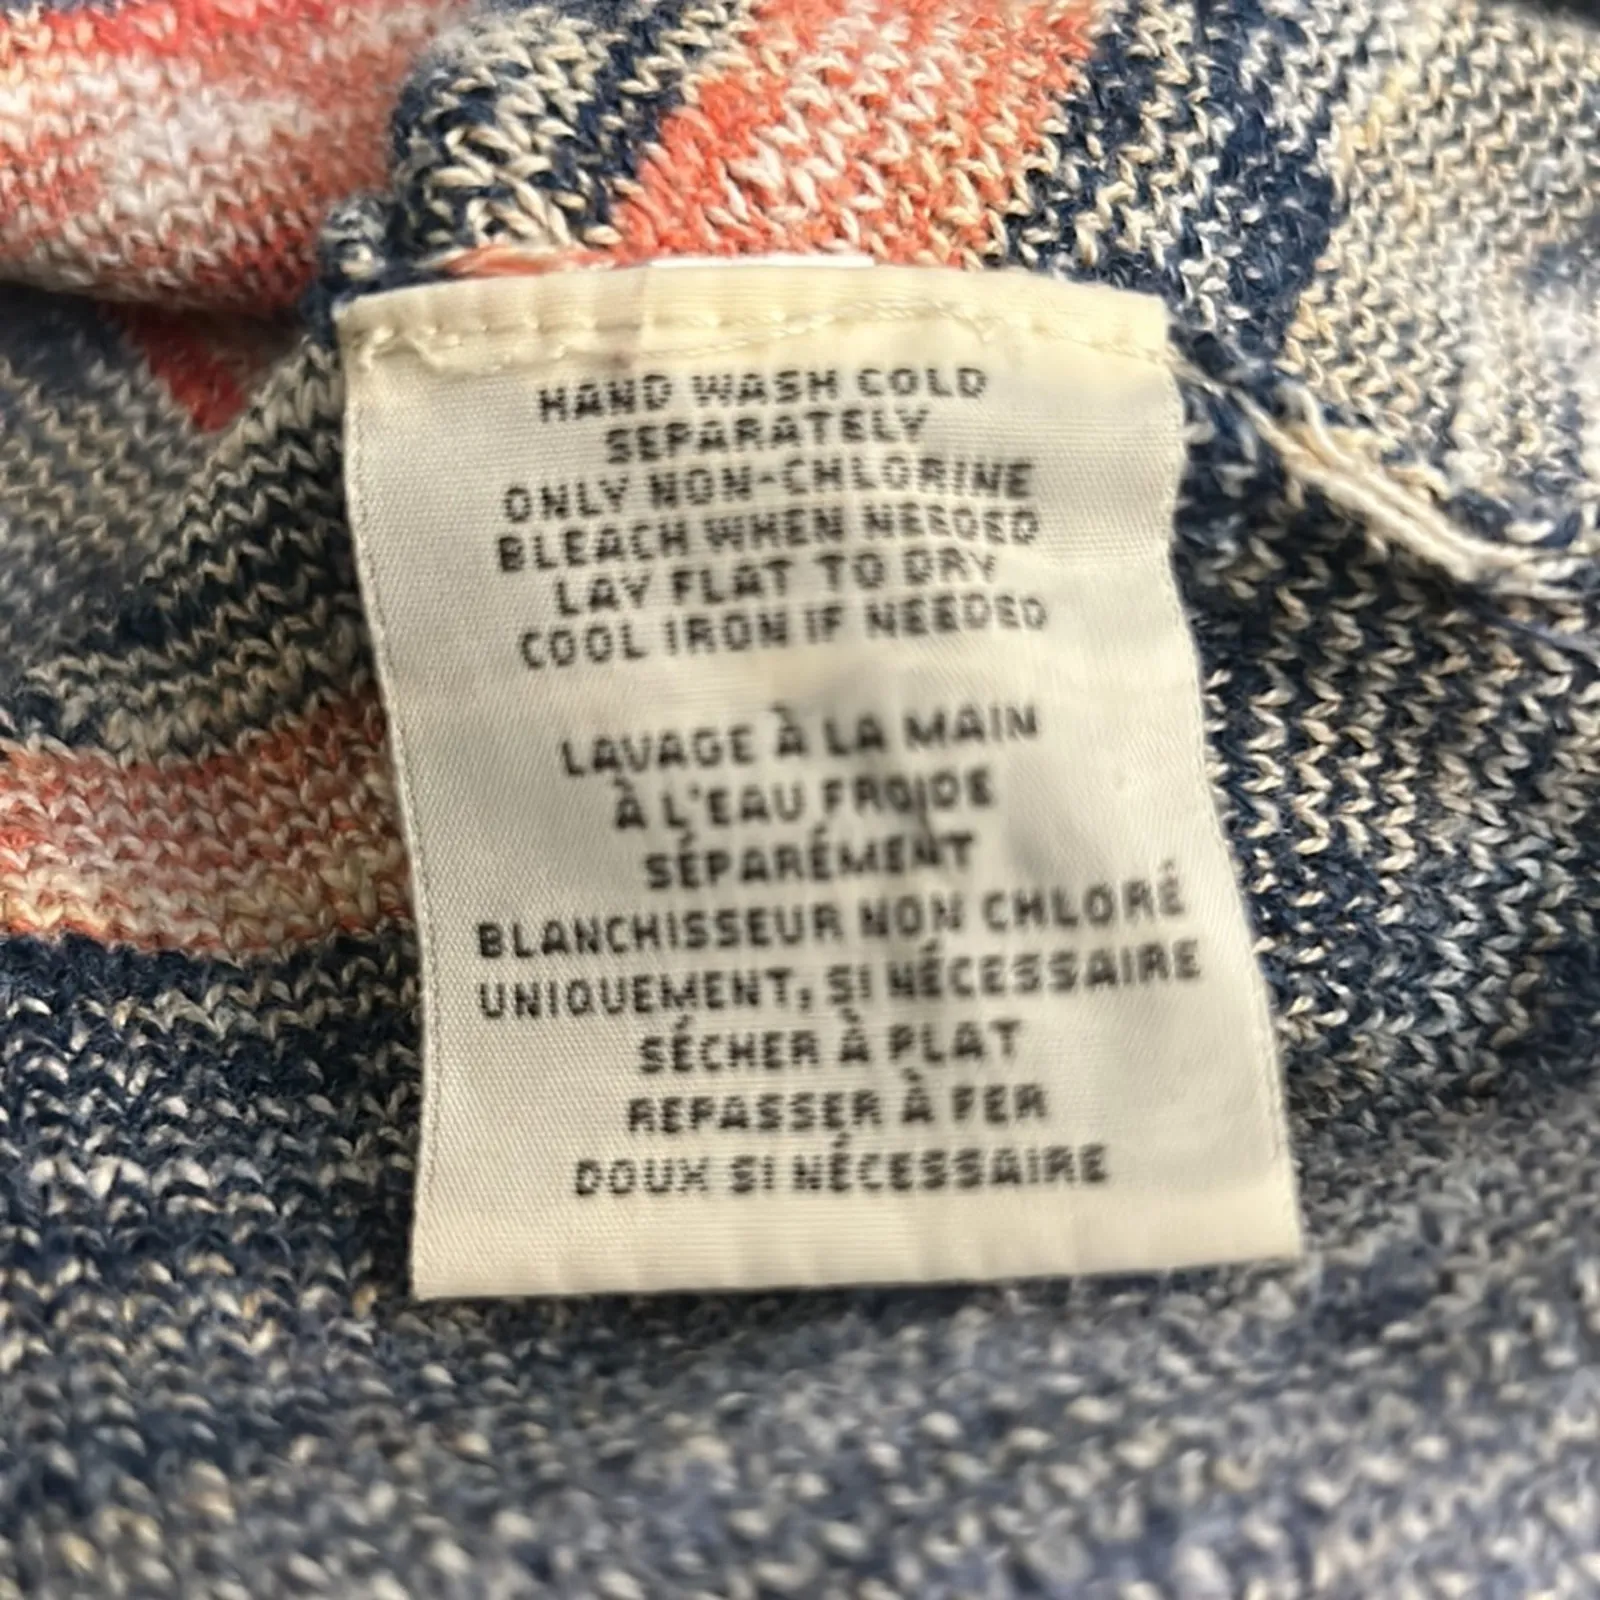 HAND WASH COLD
SEPARATELY
ONLY NON-CHLORINE
BLEACH WHEN NEEDED
LAY FLAT TO DRY
COOL IRON IF NEEDED
LAVAGE À LA MAIN
À L'EAU FROIDE
SÉPARÉMENT
BLANCHISSEUR NON CHLORÉ
UNIQUEMENT, SI NÉCESSAIRE
SÉCHER À PLAT
REPASSER À FER
DOUX SI NÉCESSAIRE